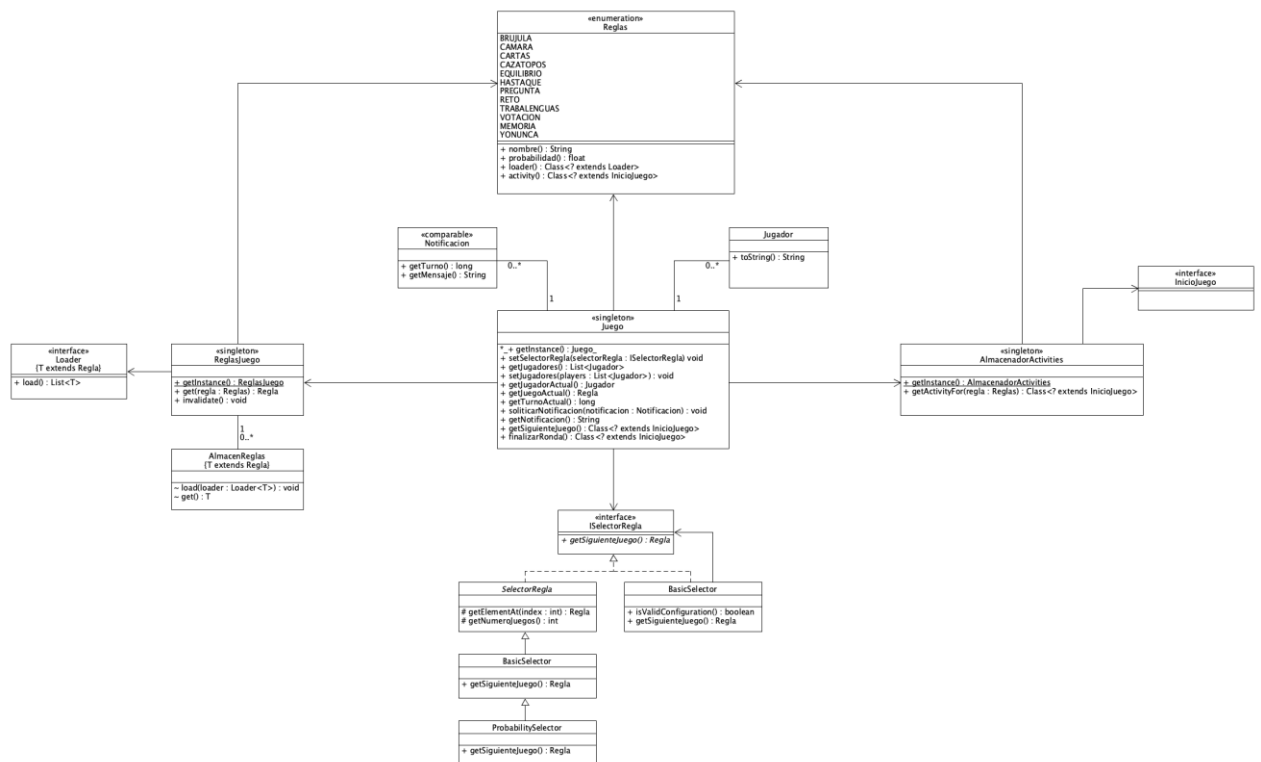 «enumeration»
Reglas
BRUJULA
CAMARA
CARTAS
CAZATOPOS
EQUILIBRIO
HASTAQUE
PREGUNTA
RETO
TRABALENGUAS
VOTACION
MEMORIA
YONUNCA
+ nombre() : String
+ probabilidad() : float
+ loader() : Class<? extends Loader>
+ activity() : Class<? extends InicioJuego>
«comparable»
Notificacion
+ getTurno() : long
+ getMensaje() : String
0..*
1
Jugador
+ toString() : String
0..*
1
«interface»
InicioJuego
«interface»
Loader
{T extends Regla}
+ load() : List<T>
«singleton»
ReglasJuego
+ getInstance() : ReglasJuego
+ get(regla : Reglas) : Regla
+ invalidate() : void
1
0..*
AlmacenReglas
{T extends Regla}
~ load(loader : Loader<T>) : void
~ get() : T
«singleton»
Juego
*_+ getInstance() : Juego_
+ setSelectorRegla(selectorRegla : ISelectorRegla) void
+ getJugadores() : List<Jugador>
+ setJugadores(players : List<Jugador>) : void
+ getJugadorActual() : Jugador
+ getJuegoActual() : Regla
+ getTurnoActual() : long
+ soliticarNotificacion(notificacion : Notificacion) : void
+ getNotificacion() : String
+ getSiguienteJuego() : Class<? extends InicioJuego>
+ finalizarRonda() : Class<? extends InicioJuego>
«singleton»
AlmacenadorActivities
+ getInstance() : AlmacenadorActivities
+ getActivityFor(regla : Reglas) : Class<? extends InicioJuego>
«interface»
ISelectorRegla
+ getSiguienteJuego() : Regla
SelectorRegla
# getElementAt(index : int) : Regla
# getNumeroJuegos() : int
BasicSelector
+ isValidConfiguration() : boolean
+ getSiguienteJuego() : Regla
BasicSelector
+ getSiguienteJuego() : Regla
ProbabilitySelector
+ getSiguienteJuego() : Regla